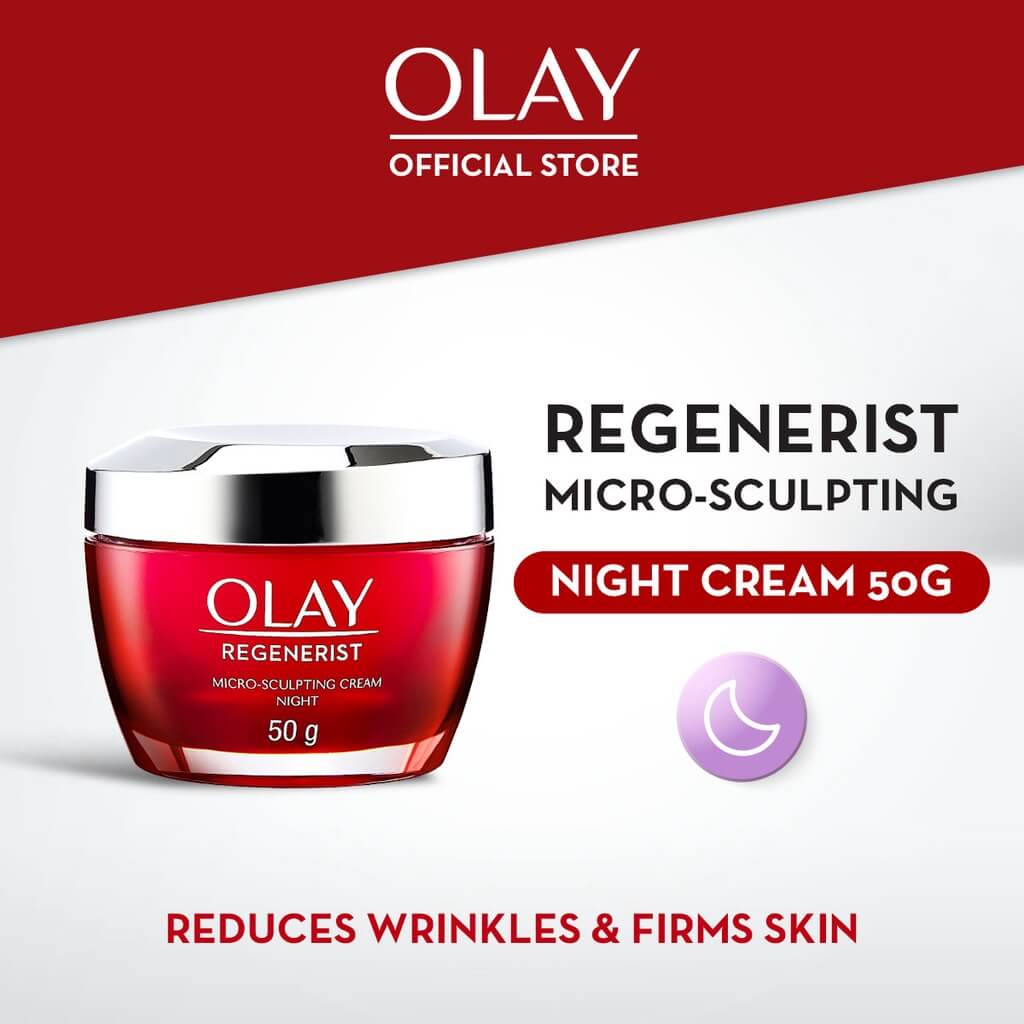 OLAY
OFFICIAL STORE
REGENERIST
MICRO-SCULPTING
NIGHT CREAM 50G
OLAY
REGENERIST
MICRO-SCULPTING CREAM
NIGHT
50 g
REDUCES WRINKLES & FIRMS SKIN